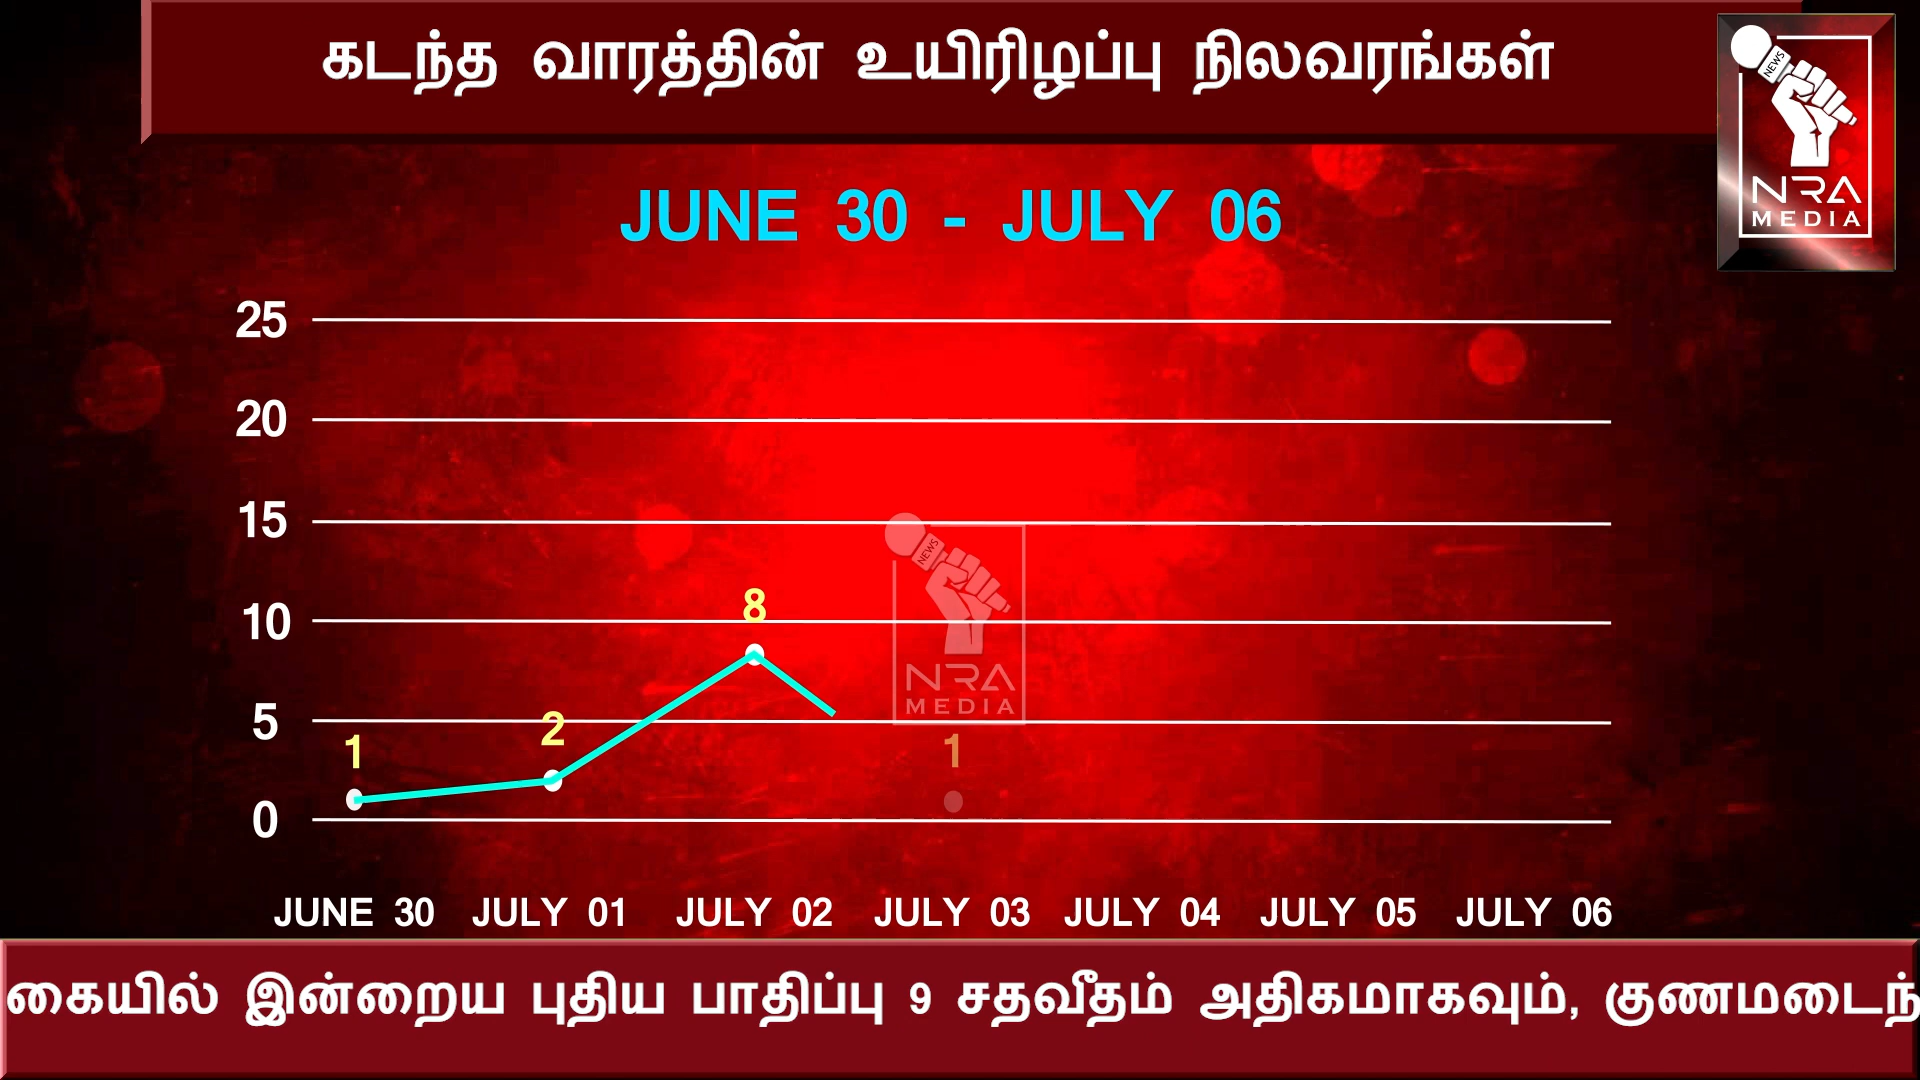 கடந்த வாரத்தின் உயிரிழப்பு நிலவரங்கள்
NEWS
NRA
MEDIA
JUNE 30 - JULY 06
25
20
15
10
5
0
1
2
8
1
NEWS
NRA
MEDIA
JUNE 30 JULY 01 JULY 02 JULY 03 JULY 04 JULY 05 JULY 06
கையில் இன்றைய புதிய பாதிப்பு 9 சதவீதம் அதிகமாகவும், குணமடைந்